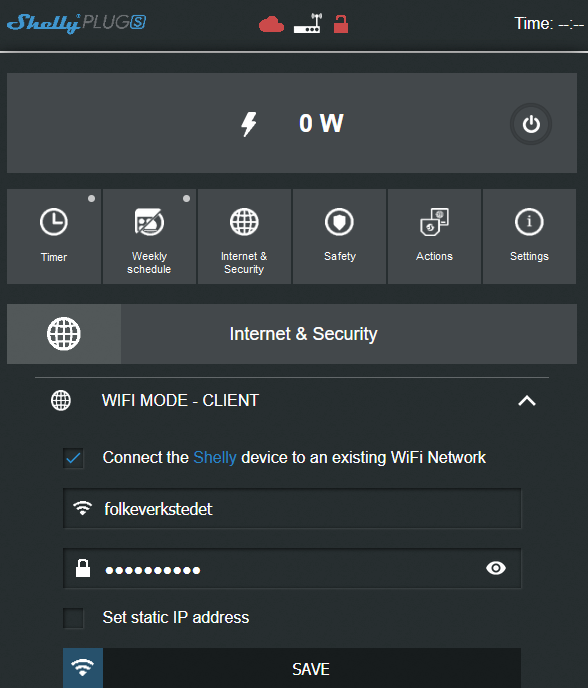 Shelly PLUG S
Time: --:--
0 W
Timer
Weekly
schedule
Internet &
Security
Safety
Actions
Settings
Internet & Security
WIFI MODE - CLIENT
Connect the Shelly device to an existing WiFi Network
folkeverkstedet
●●●●●●●●●●
Set static IP address
SAVE